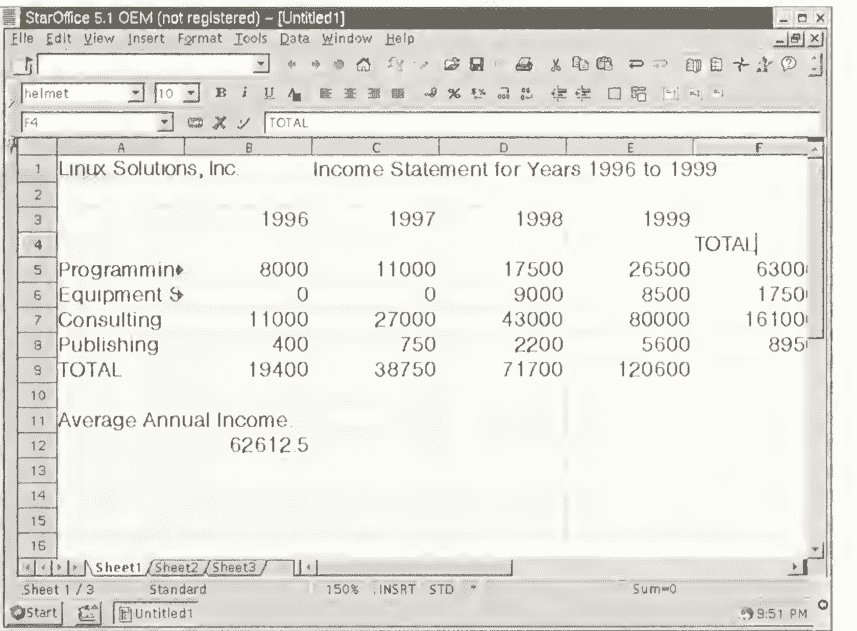 StarOffice 5.1 OEM (not registered) - [Untitled1]
File Edit View Insert Format Tools Data Window Help
helmet 10 B i U A
F4 TOTAL
A B C D E F
1 Linux Solutions, Inc. Income Statement for Years 1996 to 1999
2
3 1996 1997 1998 1999
4 TOTAL
5 Programmin 8000 11000 17500 26500 6300
6 Equipment S 0 0 9000 8500 1750
7 Consulting 11000 27000 43000 80000 16100
8 Publishing 400 750 2200 5600 895
9 TOTAL 19400 38750 71700 120600
10
11 Average Annual Income.
12 62612.5
13
14
15
16
Sheet1 Sheet2 Sheet3
Sheet 1 / 3 Standard 150% INSRT STD * Sum=0
Start Untitled1 9:51 PM